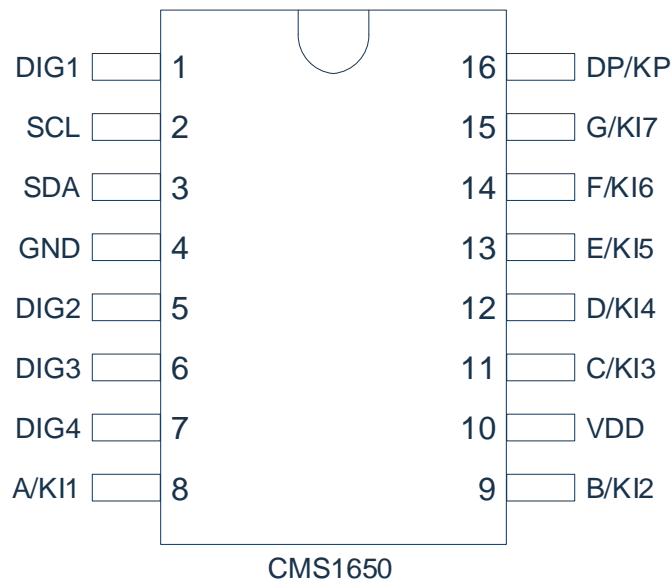 DIG1 1 16 DP/KP
SCL 2 15 G/KI7
SDA 3 14 F/KI6
GND 4 13 E/KI5
DIG2 5 12 D/KI4
DIG3 6 11 C/KI3
DIG4 7 10 VDD
A/KI1 8 9 B/KI2
CMS1650